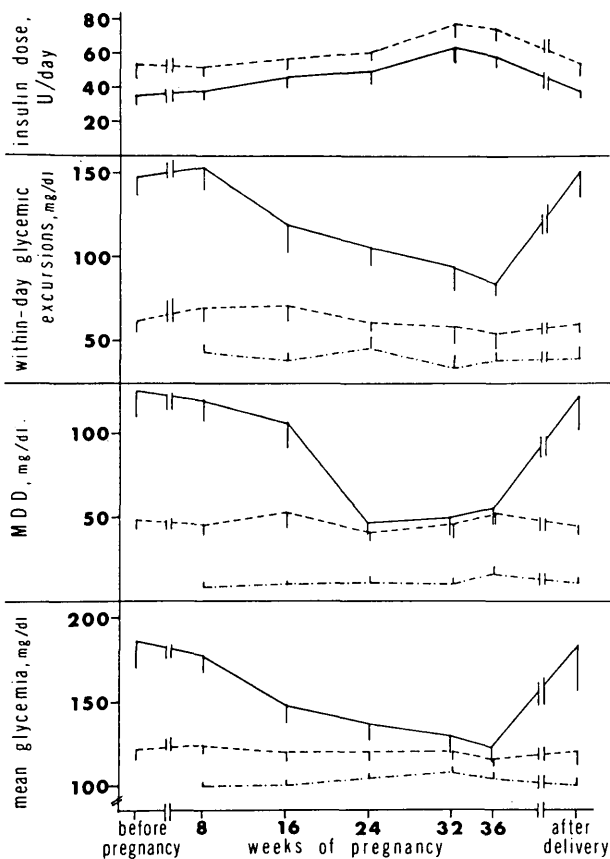 insulin dose,
U/day
80
60
40
20
within-day glycemic
excursions, mg/dl
150
100
50
MDD, mg/dl.
100
50
mean glycemia, mg/dl
200
150
100
before
pregnancy
8
16
24
32
36
after
delivery
weeks of pregnancy